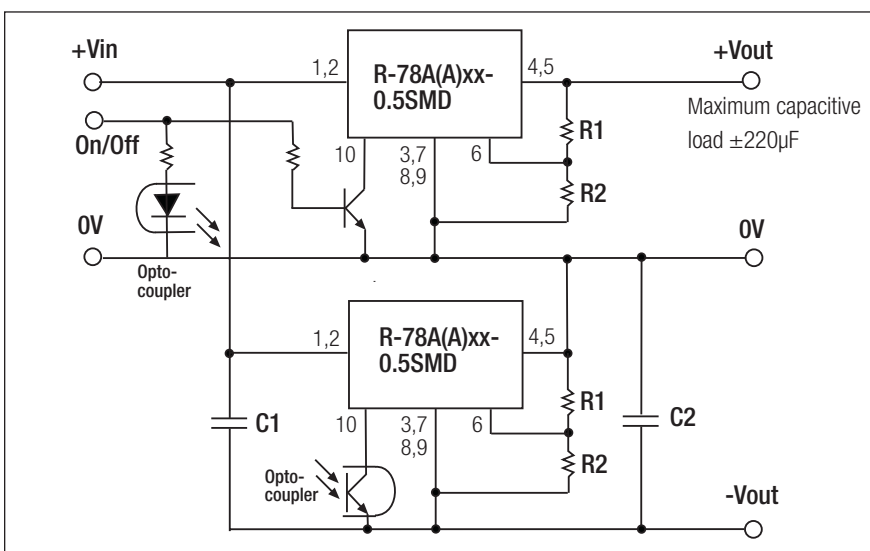 +Vin
1,2
R-78A(A)xx-
0.5SMD
4,5
+Vout
Maximum capacitive
load ±220µF
On/Off
10
3,7
8,9
6
R1
R2
0V
0V
Opto-
coupler
1,2
R-78A(A)xx-
0.5SMD
4,5
C1
10
3,7
8,9
6
R1
R2
C2
Opto-
coupler
-Vout